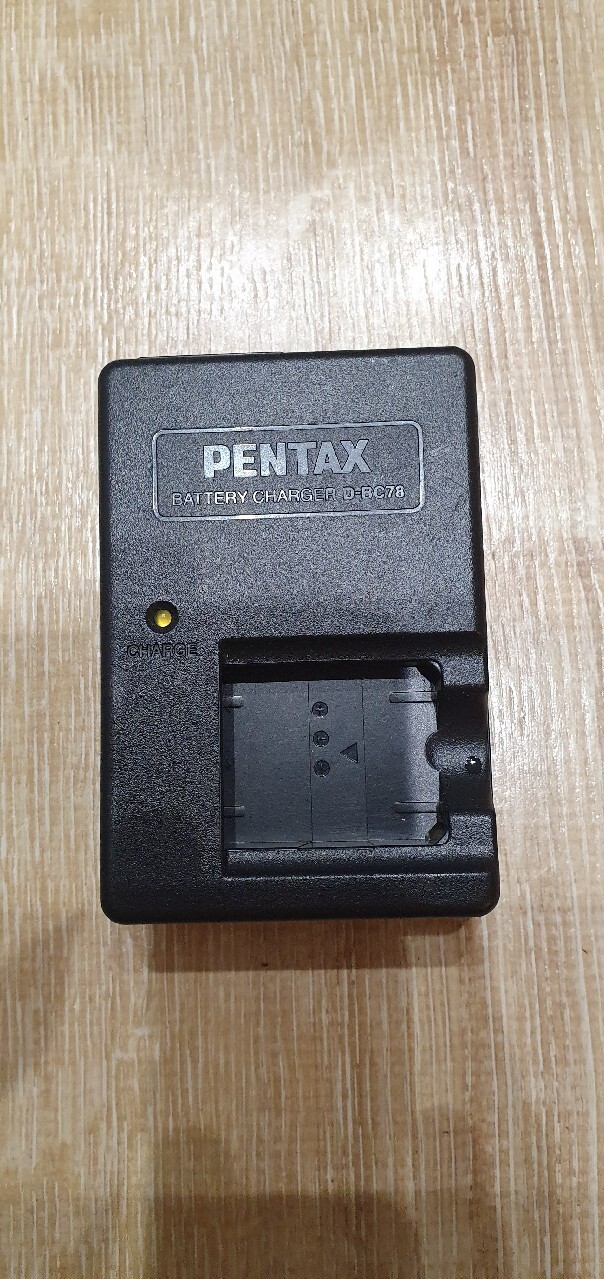 PENTAX
BATTERY CHARGER D-BC78
CHARGE